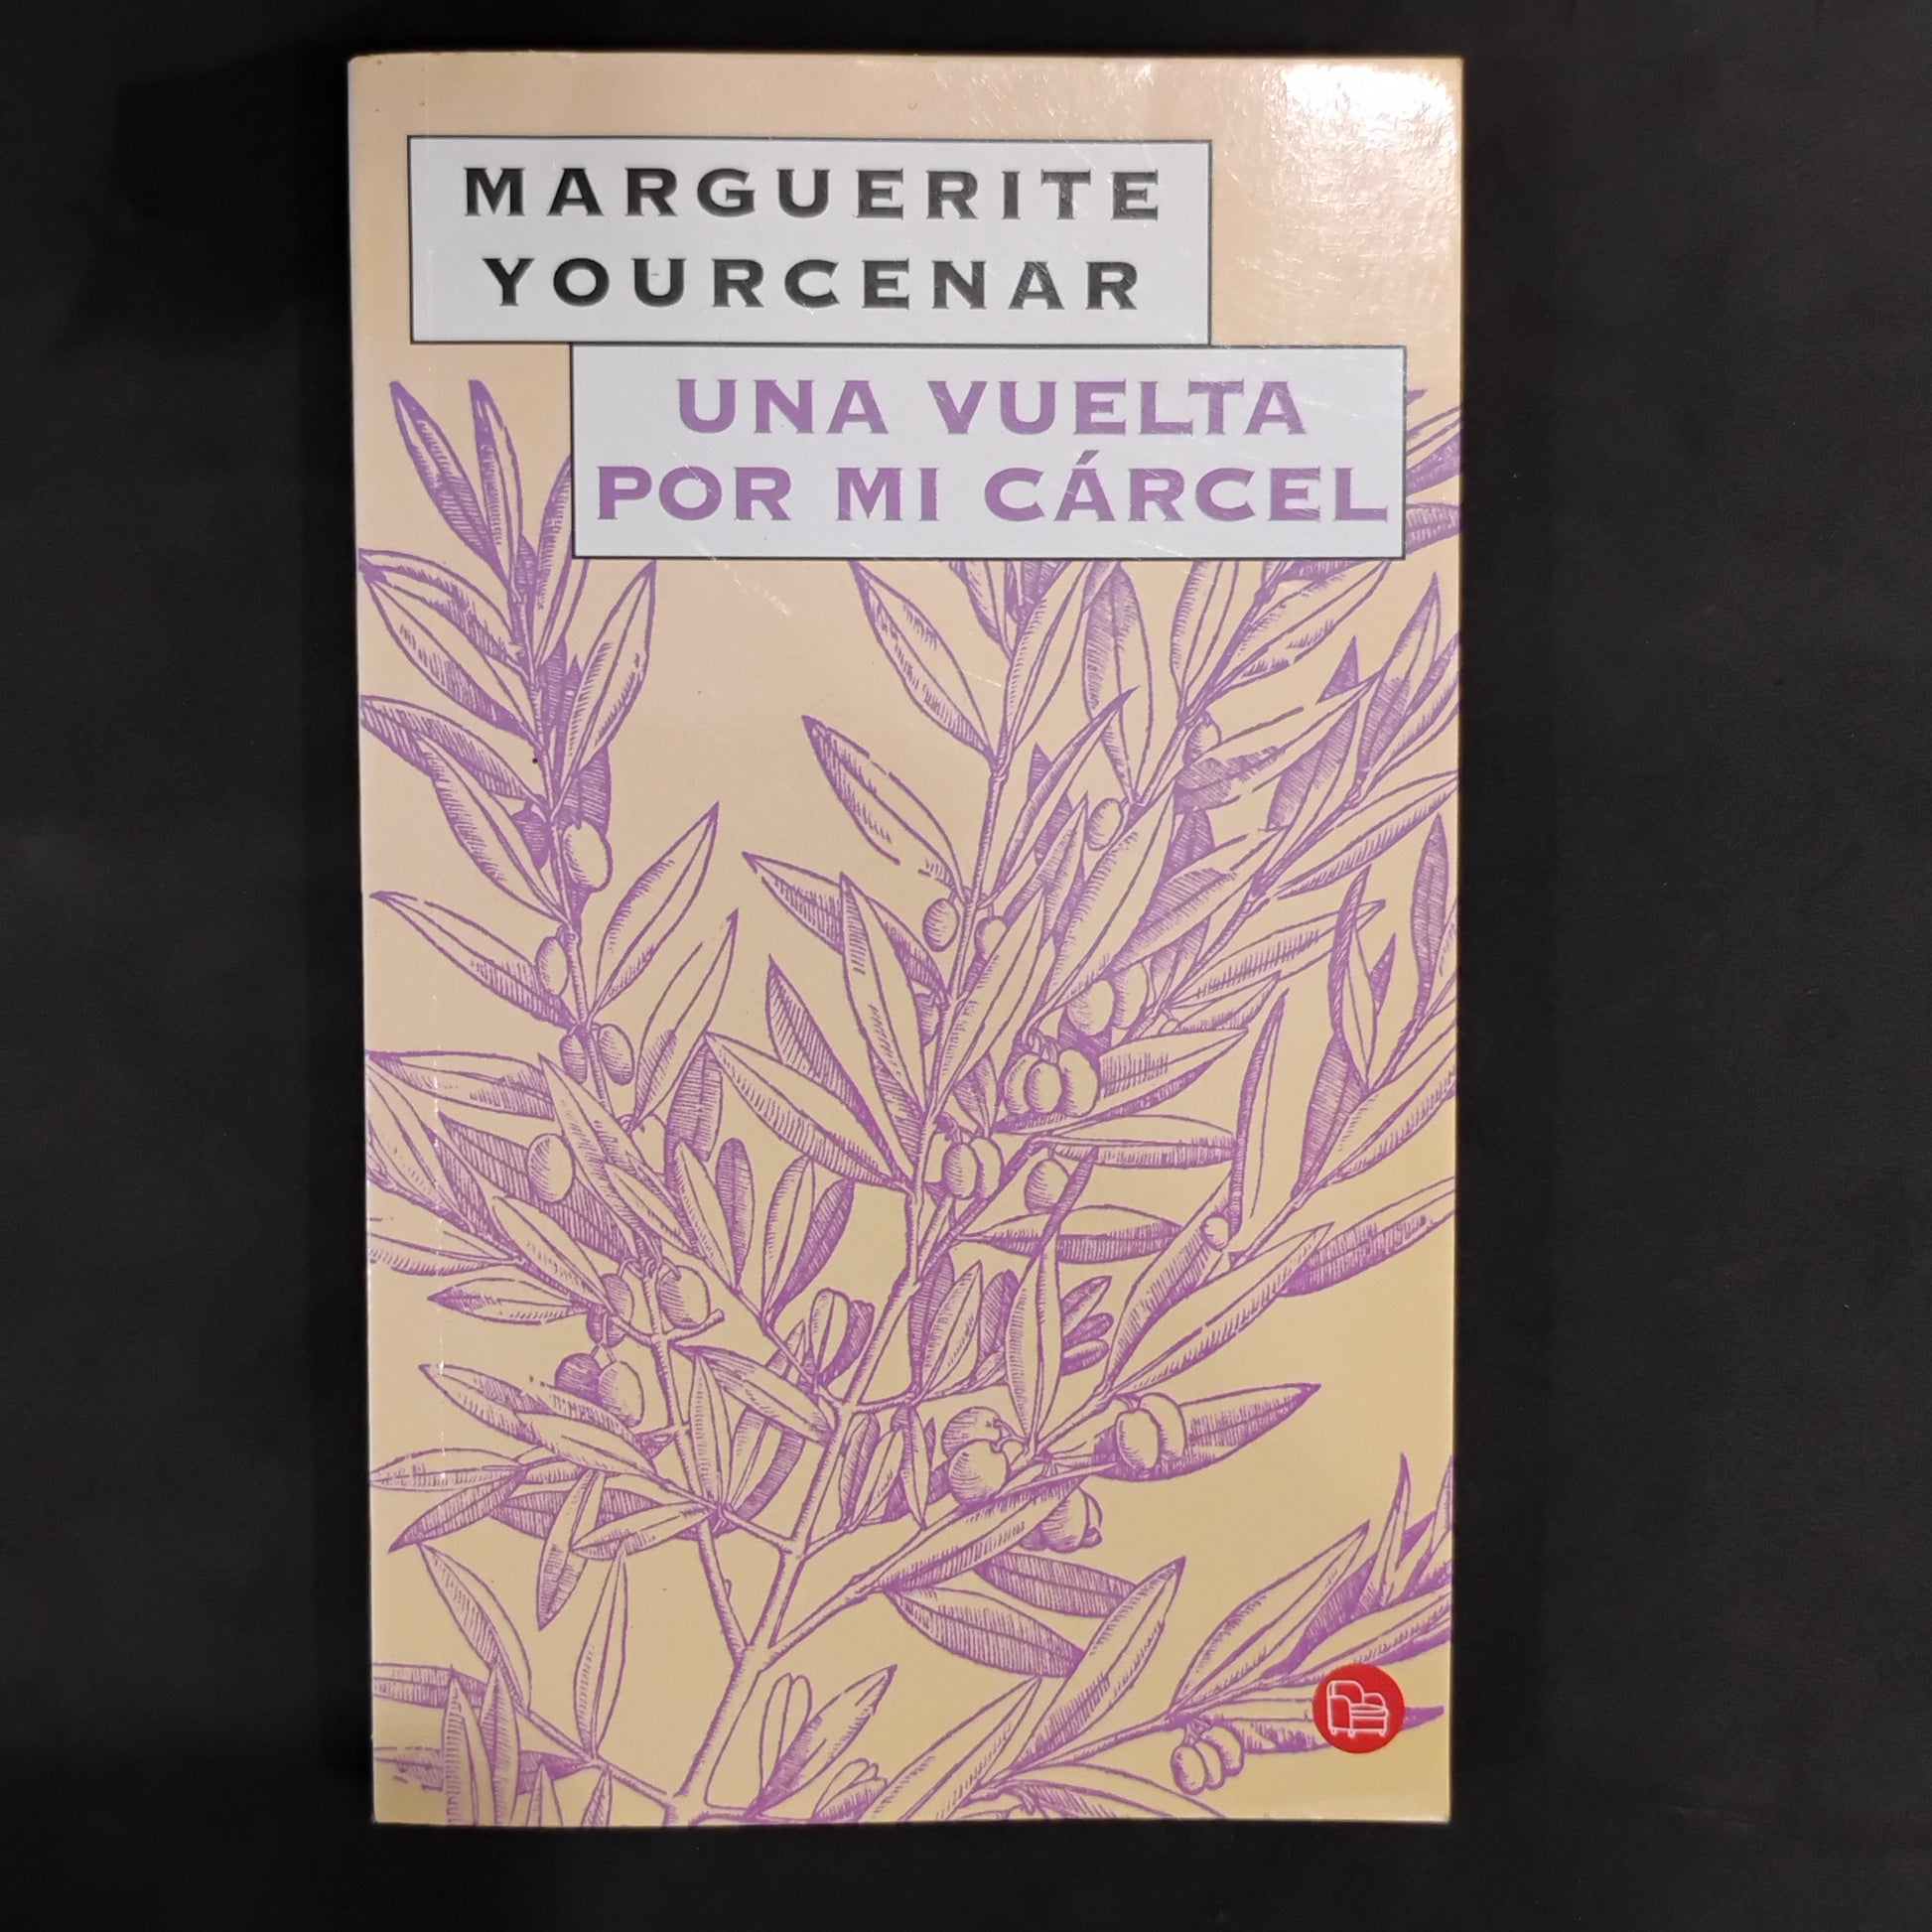 MARGUERITE
YOURCENAR
UNA VUELTA
POR MI CÁRCEL